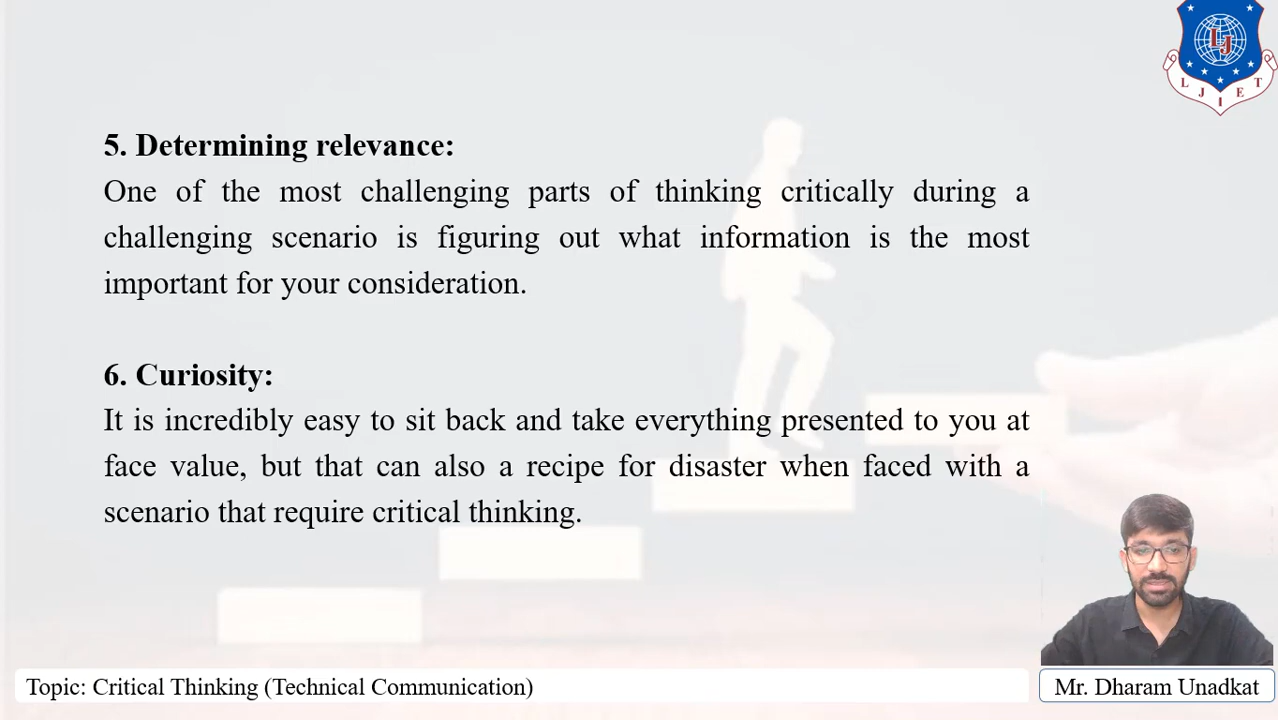 LJ
L J I E T
5. Determining relevance:
One of the most challenging parts of thinking critically during a
challenging scenario is figuring out what information is the most
important for your consideration.
6. Curiosity:
It is incredibly easy to sit back and take everything presented to you at
face value, but that can also a recipe for disaster when faced with a
scenario that require critical thinking.
Topic: Critical Thinking (Technical Communication)
Mr. Dharam Unadkat